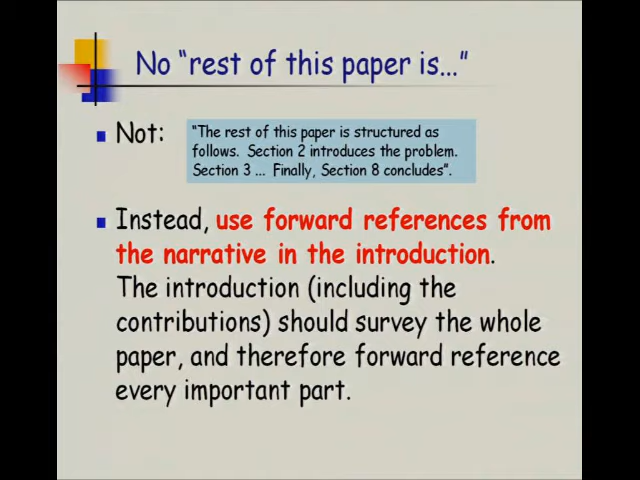 No “rest of this paper is...”
Not:
“The rest of this paper is structured as
follows. Section 2 introduces the problem.
Section 3 ... Finally, Section 8 concludes”.
Instead, use forward references from
the narrative in the introduction.
The introduction (including the
contributions) should survey the whole
paper, and therefore forward reference
every important part.